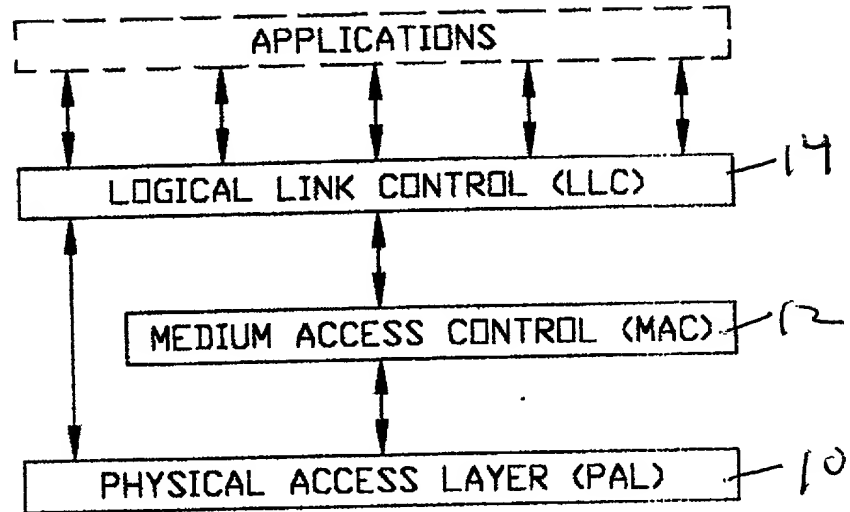 APPLICATIONS
LOGICAL LINK CONTROL (LLC)
14
MEDIUM ACCESS CONTROL (MAC)
12
PHYSICAL ACCESS LAYER (PAL)
10